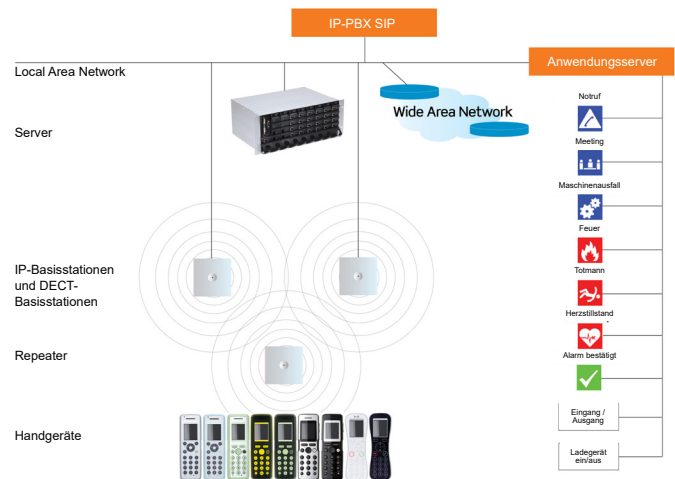 IP-PBX SIP
Local Area Network
Server
Wide Area Network
IP-Basisstationen
und DECT-
Basisstationen
Repeater
Handgeräte
Anwendungsserver
Notruf
Meeting
Maschinenausfall
Feuer
Totmann
Herzstillstand
Alarm bestätigt
Eingang /
Ausgang
Ladegerät
ein/aus